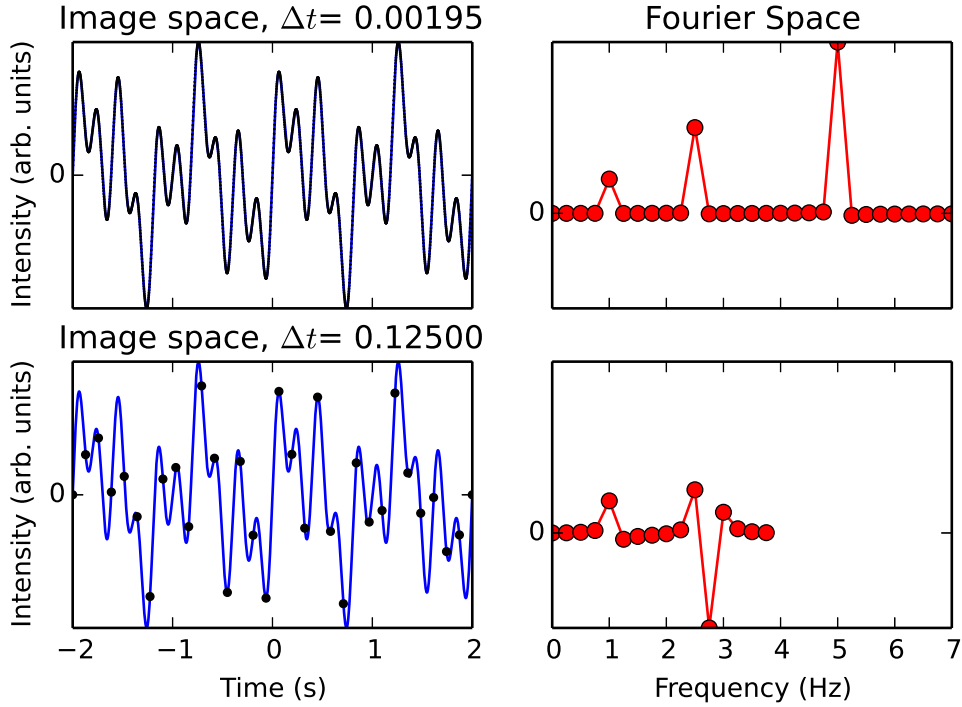 Image space, Δt= 0.00195
Fourier Space
Intensity (arb. units)
0
0
Image space, Δt= 0.12500
Intensity (arb. units)
0
0
−2 −1 0 1 2
0 1 2 3 4 5 6 7
Time (s)
Frequency (Hz)